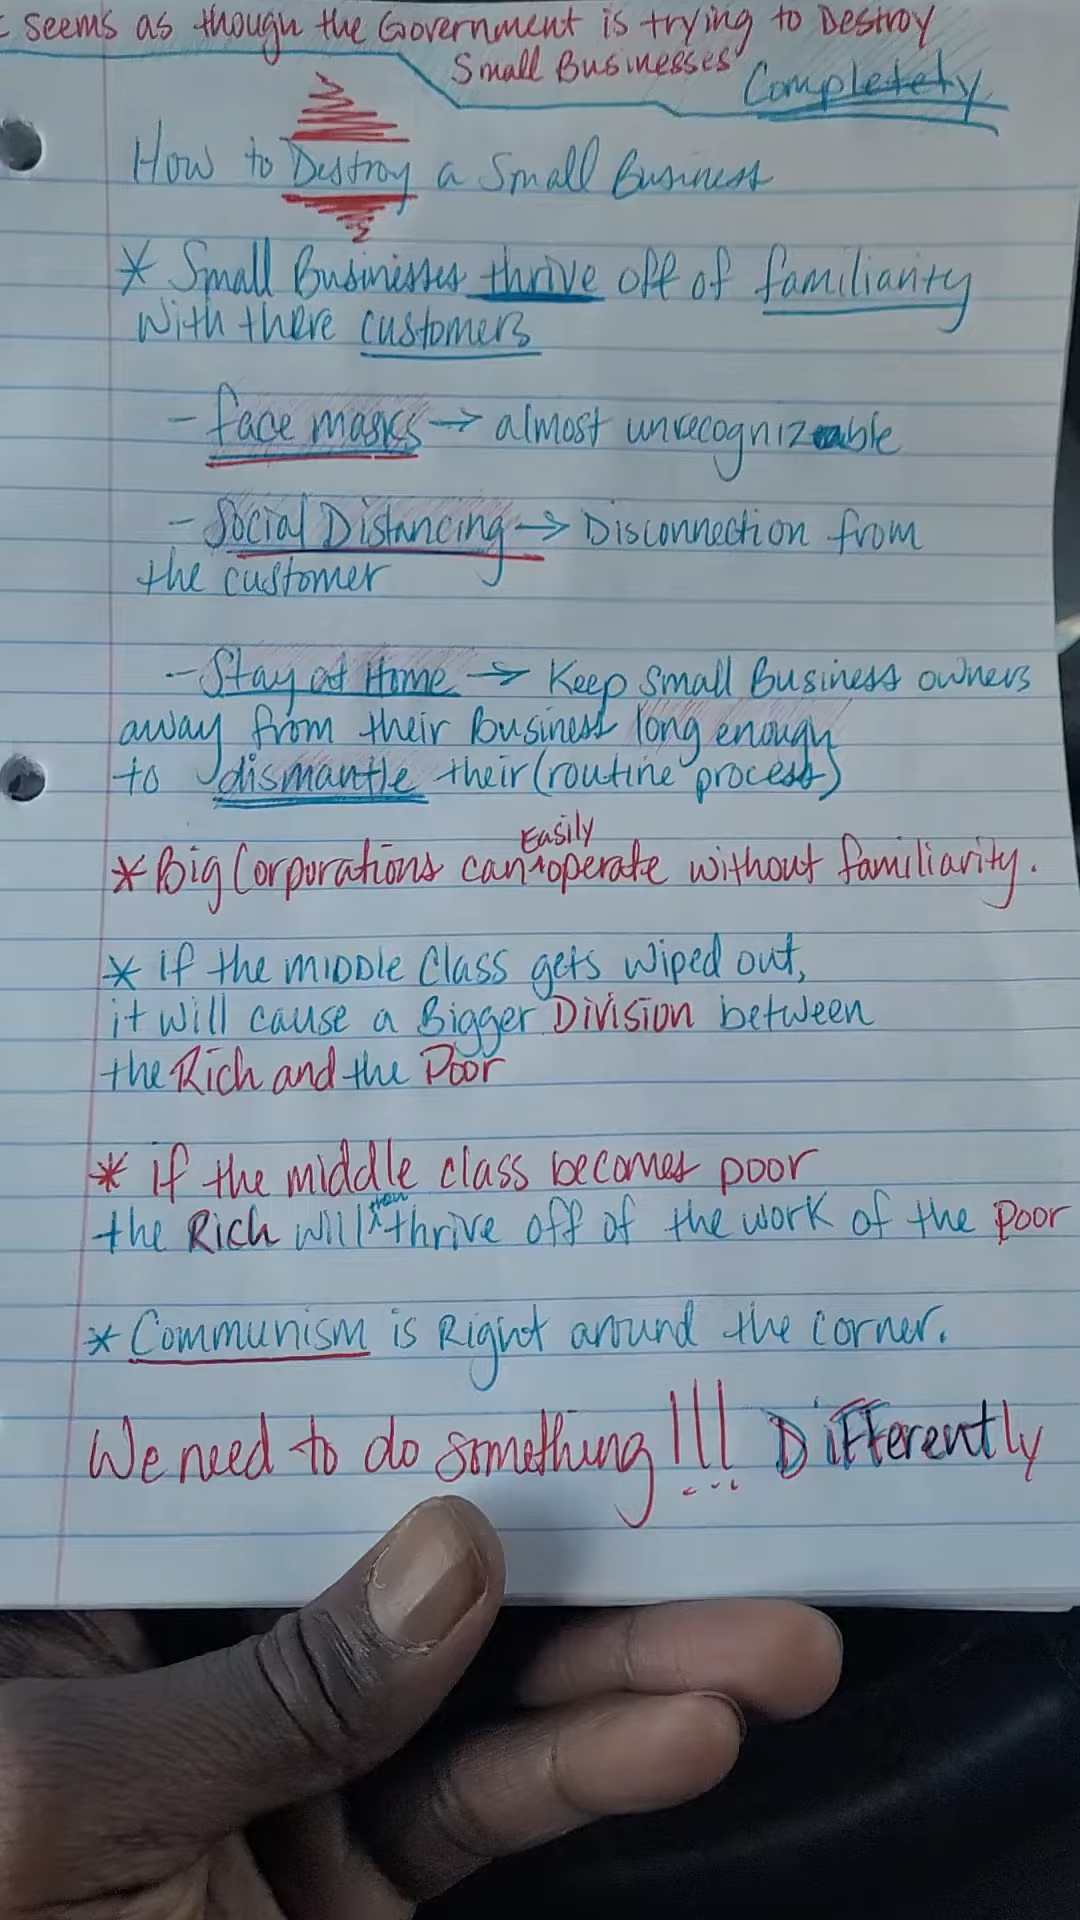 seems as though the Government is trying to Destroy
Small Businesses Completely
How to Destroy a Small Business
* Small Businesses thrive off of familiarity
with there customers
- face masks → almost unrecognizeable
- Social Distancing → Disconnection from
the customer
- Stay at Home → Keep Small Business owners
away from their Business long enough
to dismantle their (routine process)
Easily
* Big Corporations can operate without familiarity.
* if the MIDDLE Class gets wiped out,
it will cause a Bigger Division between
the Rich and the Poor
* if the middle class becomes poor
the Rich will thrive off of the work of the Poor
* Communism is Right around the corner.
We need to do something!!! Differently